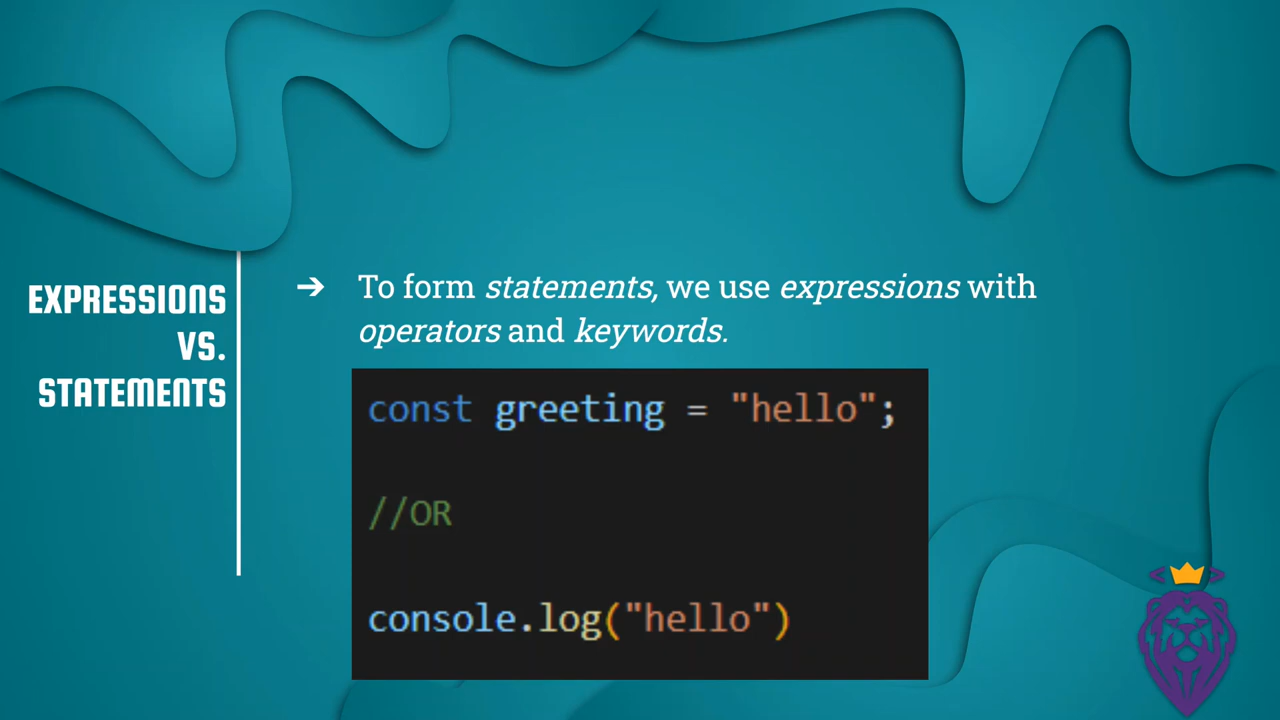 EXPRESSIONS
VS.
STATEMENTS
➔ To form statements, we use expressions with
operators and keywords.
const greeting = "hello";
//OR
console.log("hello")